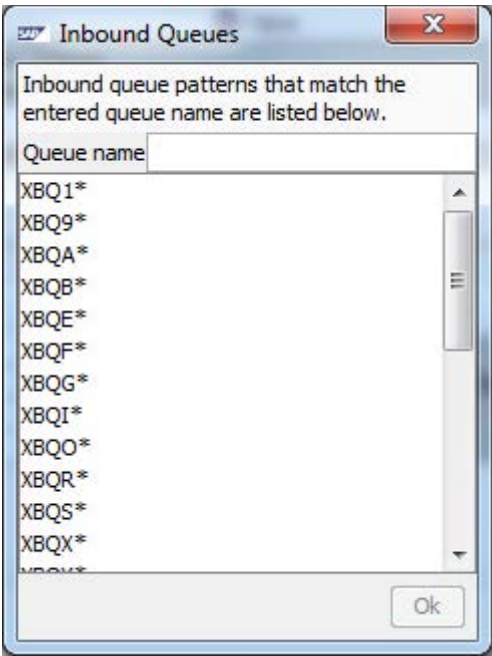 SAP Inbound Queues
Inbound queue patterns that match the
entered queue name are listed below.
Queue name
XBQ1*
XBQ9*
XBQA*
XBQB*
XBQE*
XBQF*
XBQG*
XBQI*
XBQO*
XBQR*
XBQS*
XBQX*
Ok